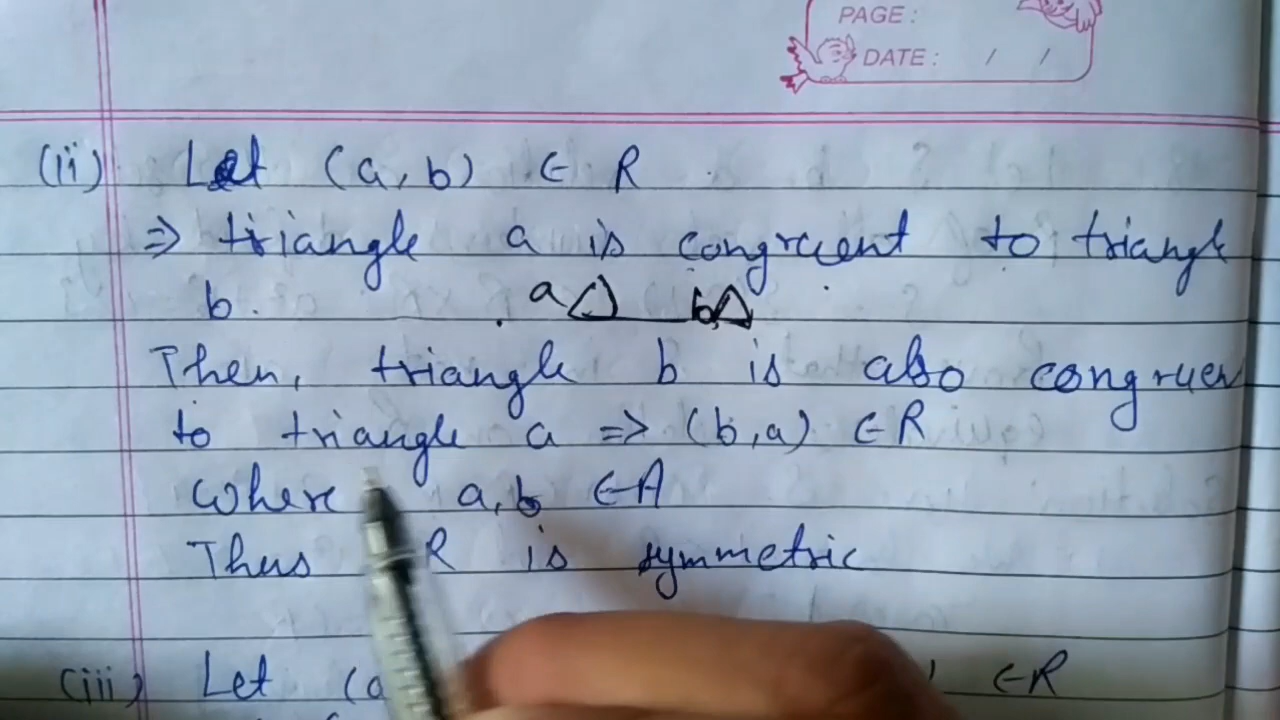 PAGE :
DATE : / /
(ii) Let (a, b) ∈ R
⇒ triangle a is congruent to triangle
b. a△ b△
Then, triangle b is also congruen
to triangle a ⇒ (b,a) ∈ R
Where a, b ∈ A
Thus R is symmetric
(iii) Let (a ) ∈ R